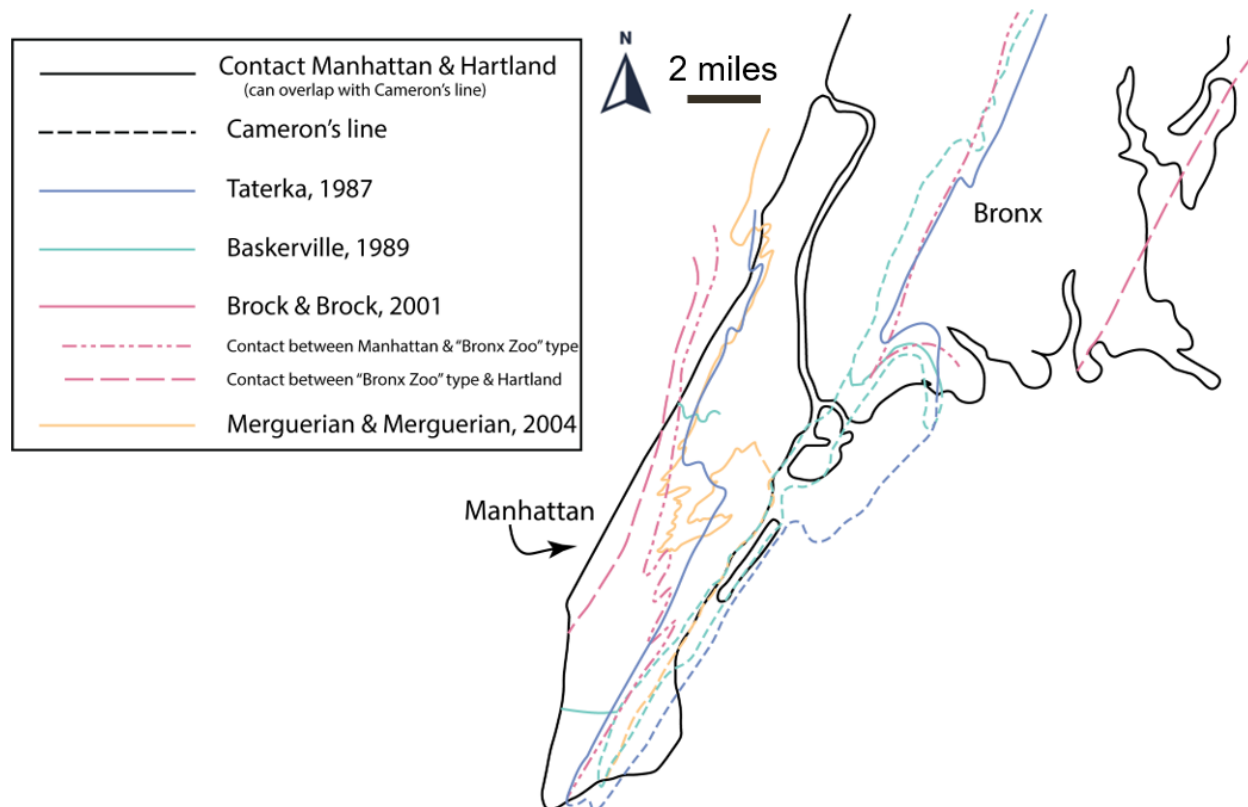 Contact Manhattan & Hartland
(can overlap with Cameron's line)
Cameron's line
Taterka, 1987
Baskerville, 1989
Brock & Brock, 2001
Contact between Manhattan & “Bronx Zoo” type
Contact between “Bronx Zoo” type & Hartland
Merguerian & Merguerian, 2004
N
2 miles
Bronx
Manhattan